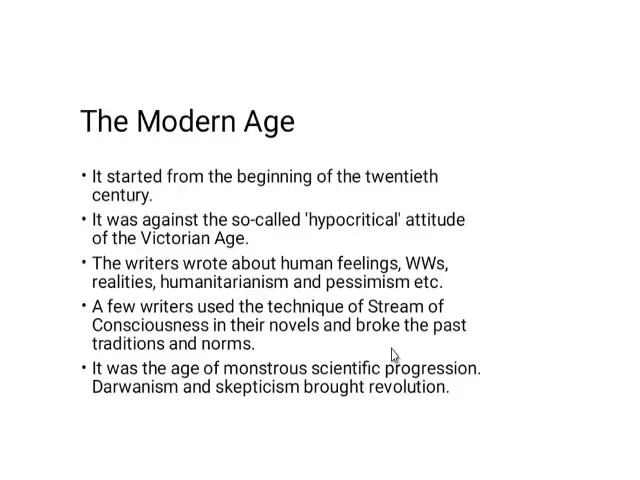 The Modern Age
• It started from the beginning of the twentieth
century.
• It was against the so-called 'hypocritical' attitude
of the Victorian Age.
• The writers wrote about human feelings, WWs,
realities, humanitarianism and pessimism etc.
• A few writers used the technique of Stream of
Consciousness in their novels and broke the past
traditions and norms.
• It was the age of monstrous scientific progression.
Darwanism and skepticism brought revolution.